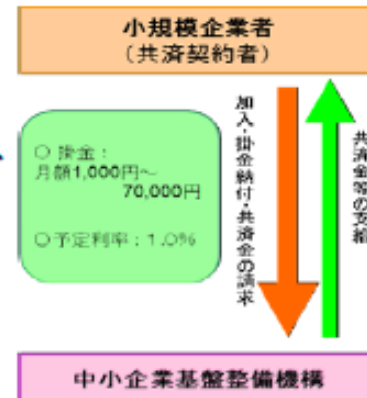 小規模企業者
（共済契約者）
○ 掛金：
月額1,000円～
70,000円
○予定利率：1.0%
加入・掛金納付・共済金の請求
共済金等の支給
中小企業基盤整備機構